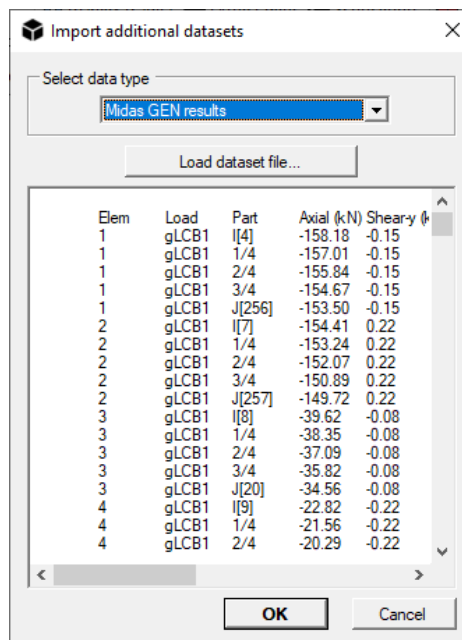 Import additional datasets
Select data type
Midas GEN results
Load dataset file...
Elem Load Part Axial (kN) Shear-y (k
1 gLCB1 I[4] -158.18 -0.15
1 gLCB1 1/4 -157.01 -0.15
1 gLCB1 2/4 -155.84 -0.15
1 gLCB1 3/4 -154.67 -0.15
1 gLCB1 J[256] -153.50 -0.15
2 gLCB1 I[7] -154.41 0.22
2 gLCB1 1/4 -153.24 0.22
2 gLCB1 2/4 -152.07 0.22
2 gLCB1 3/4 -150.89 0.22
2 gLCB1 J[257] -149.72 0.22
3 gLCB1 I[8] -39.62 -0.08
3 gLCB1 1/4 -38.35 -0.08
3 gLCB1 2/4 -37.09 -0.08
3 gLCB1 3/4 -35.82 -0.08
3 gLCB1 J[20] -34.56 -0.08
4 gLCB1 I[9] -22.82 -0.22
4 gLCB1 1/4 -21.56 -0.22
4 gLCB1 2/4 -20.29 -0.22
OK Cancel